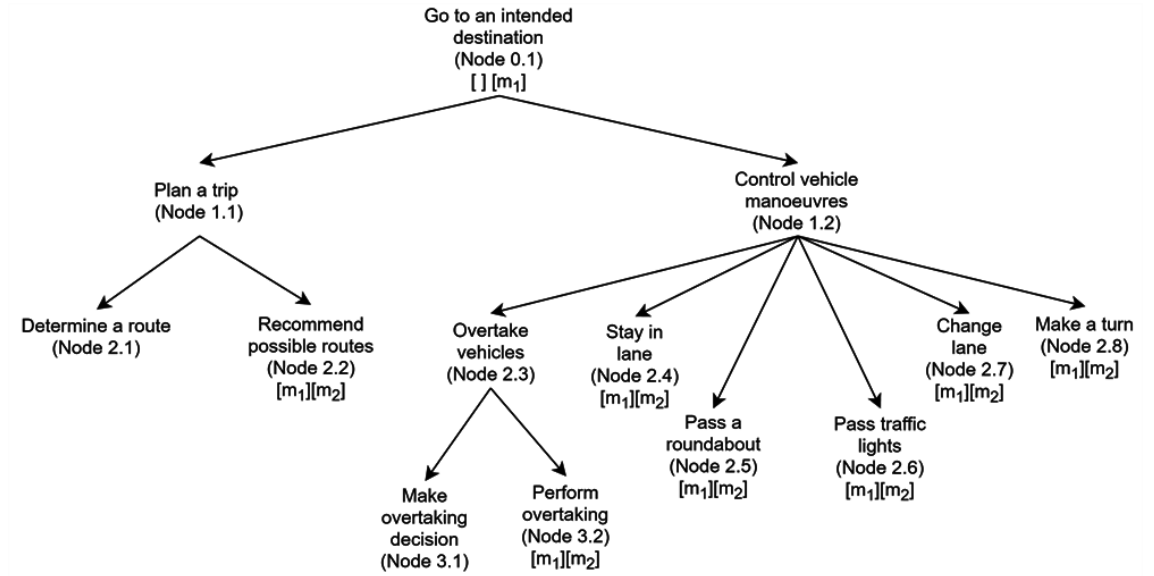 Go to an intended
destination
(Node 0.1)
[ ] [m₁]
Plan a trip
(Node 1.1)
Control vehicle
manoeuvres
(Node 1.2)
Determine a route
(Node 2.1)
Recommend
possible routes
(Node 2.2)
[m₁][m₂]
Overtake
vehicles
(Node 2.3)
Stay in
lane
(Node 2.4)
[m₁][m₂]
Pass a
roundabout
(Node 2.5)
[m₁][m₂]
Pass traffic
lights
(Node 2.6)
[m₁][m₂]
Change
lane
(Node 2.7)
[m₁][m₂]
Make a turn
(Node 2.8)
[m₁][m₂]
Make
overtaking
decision
(Node 3.1)
Perform
overtaking
(Node 3.2)
[m₁][m₂]